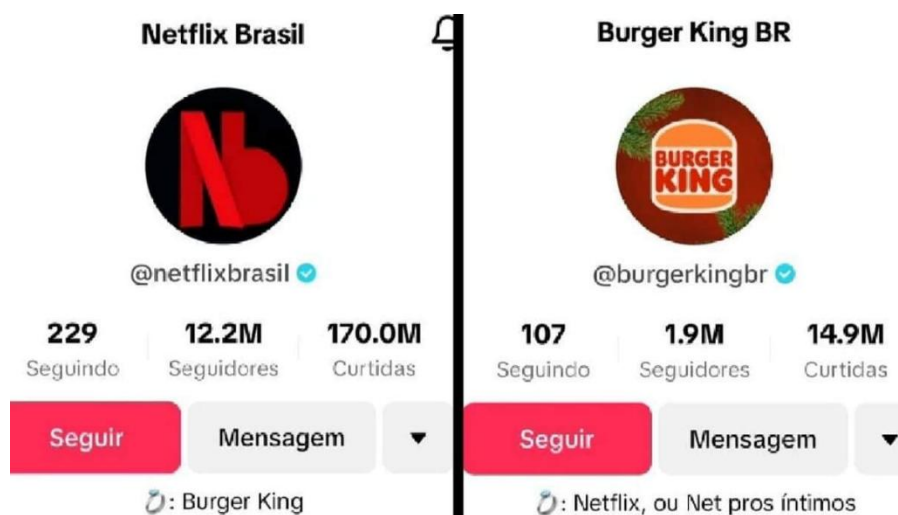 Netflix Brasil
Nb
@netflixbrasil
229 12.2M 170.0M
Seguindo Seguidores Curtidas
Seguir Mensagem
💍: Burger King
Burger King BR
BURGER
KING
@burgerkingbr
107 1.9M 14.9M
Seguindo Seguidores Curtidas
Seguir Mensagem
💍: Netflix, ou Net pros íntimos